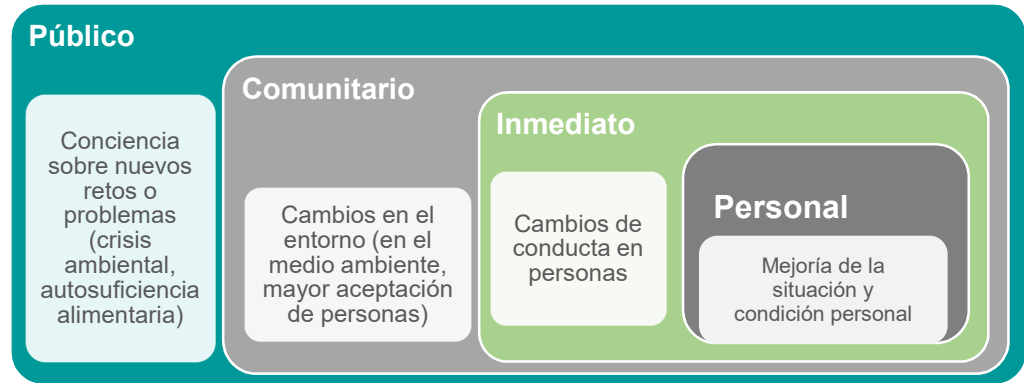 Público
Conciencia
sobre nuevos
retos o
problemas
(crisis
ambiental,
autosuficiencia
alimentaria)
Comunitario
Cambios en el
entorno (en el
medio ambiente,
mayor aceptación
de personas)
Inmediato
Cambios de
conducta en
personas
Personal
Mejoría de la
situación y
condición personal